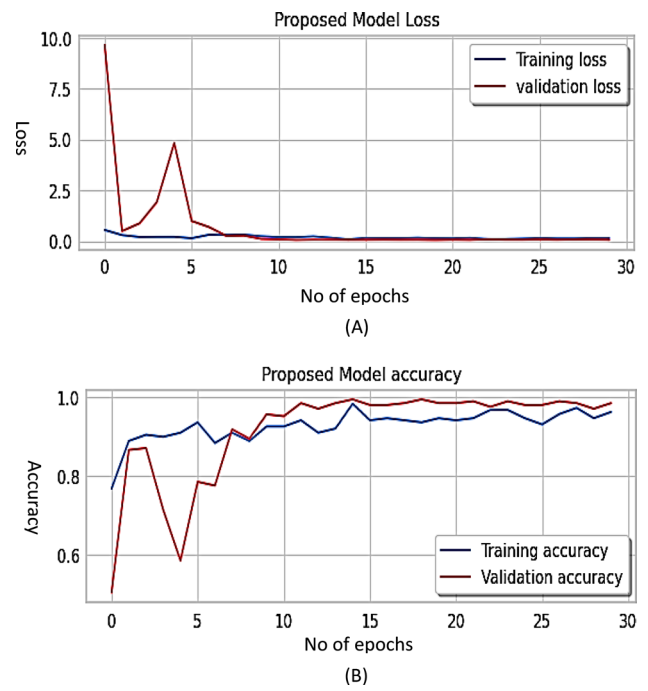 Proposed Model Loss
10.0
7.5
5.0
2.5
0.0
Loss
Training loss
validation loss
0 5 10 15 20 25 30
No of epochs
(A)
Proposed Model accuracy
1.0
0.8
0.6
Accuracy
Training accuracy
Validation accuracy
0 5 10 15 20 25 30
No of epochs
(B)